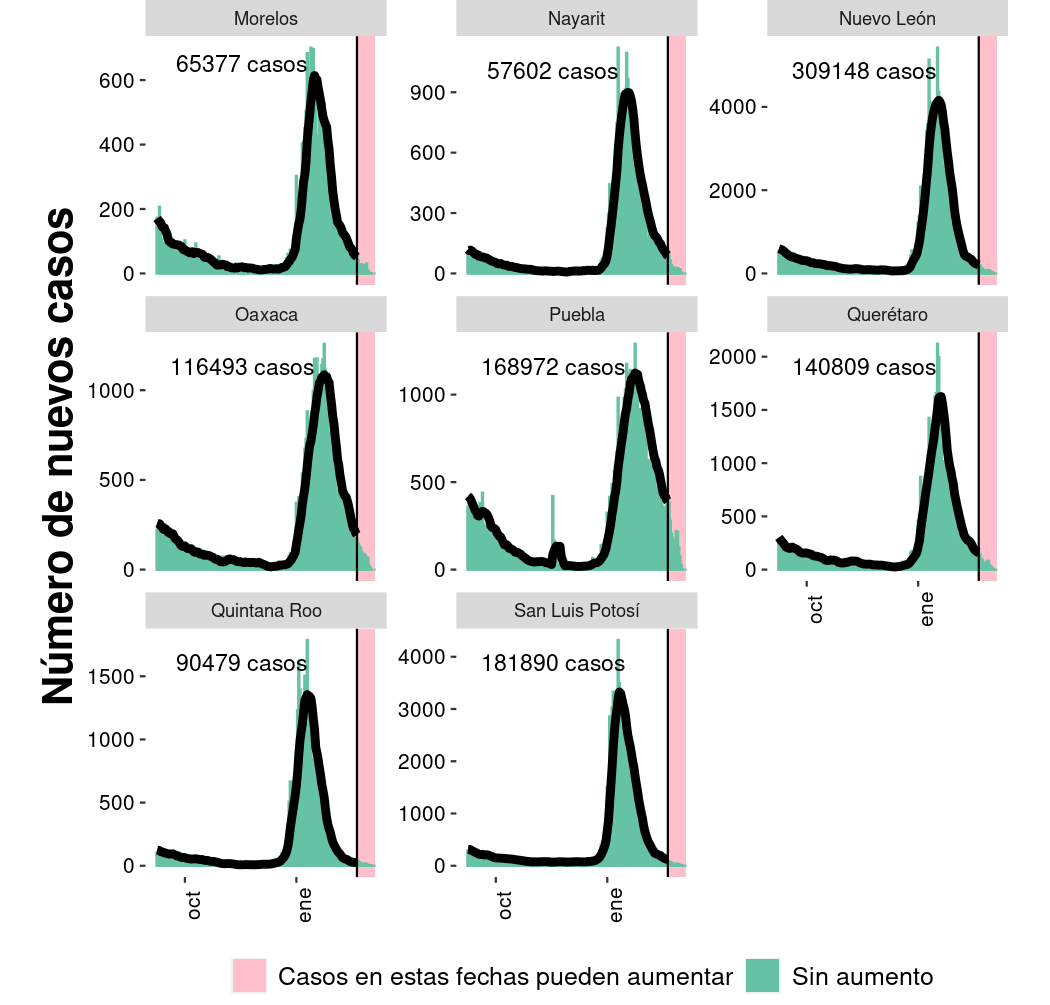 Número de nuevos casos
Morelos
65377 casos
600
400
200
0
Nayarit
57602 casos
900
600
300
0
Nuevo León
309148 casos
4000
2000
0
Oaxaca
116493 casos
1000
500
0
Puebla
168972 casos
1000
500
0
Querétaro
140809 casos
2000
1500
1000
500
0
oct
ene
Quintana Roo
90479 casos
1500
1000
500
0
oct
ene
San Luis Potosí
181890 casos
4000
3000
2000
1000
0
oct
ene
Casos en estas fechas pueden aumentar
Sin aumento